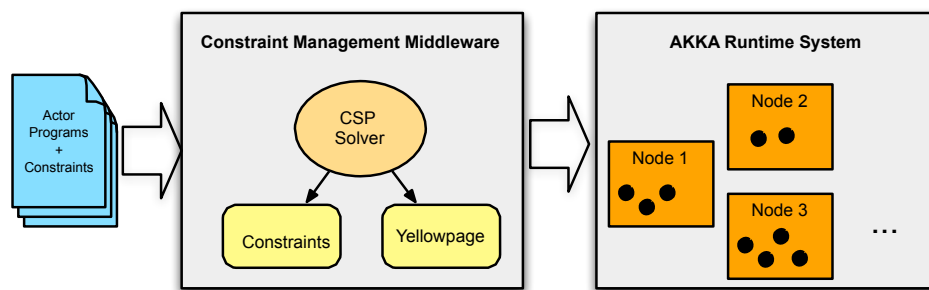 Actor
Programs
+
Constraints
Constraint Management Middleware
CSP
Solver
Constraints
Yellowpage
AKKA Runtime System
Node 1
Node 2
Node 3
...